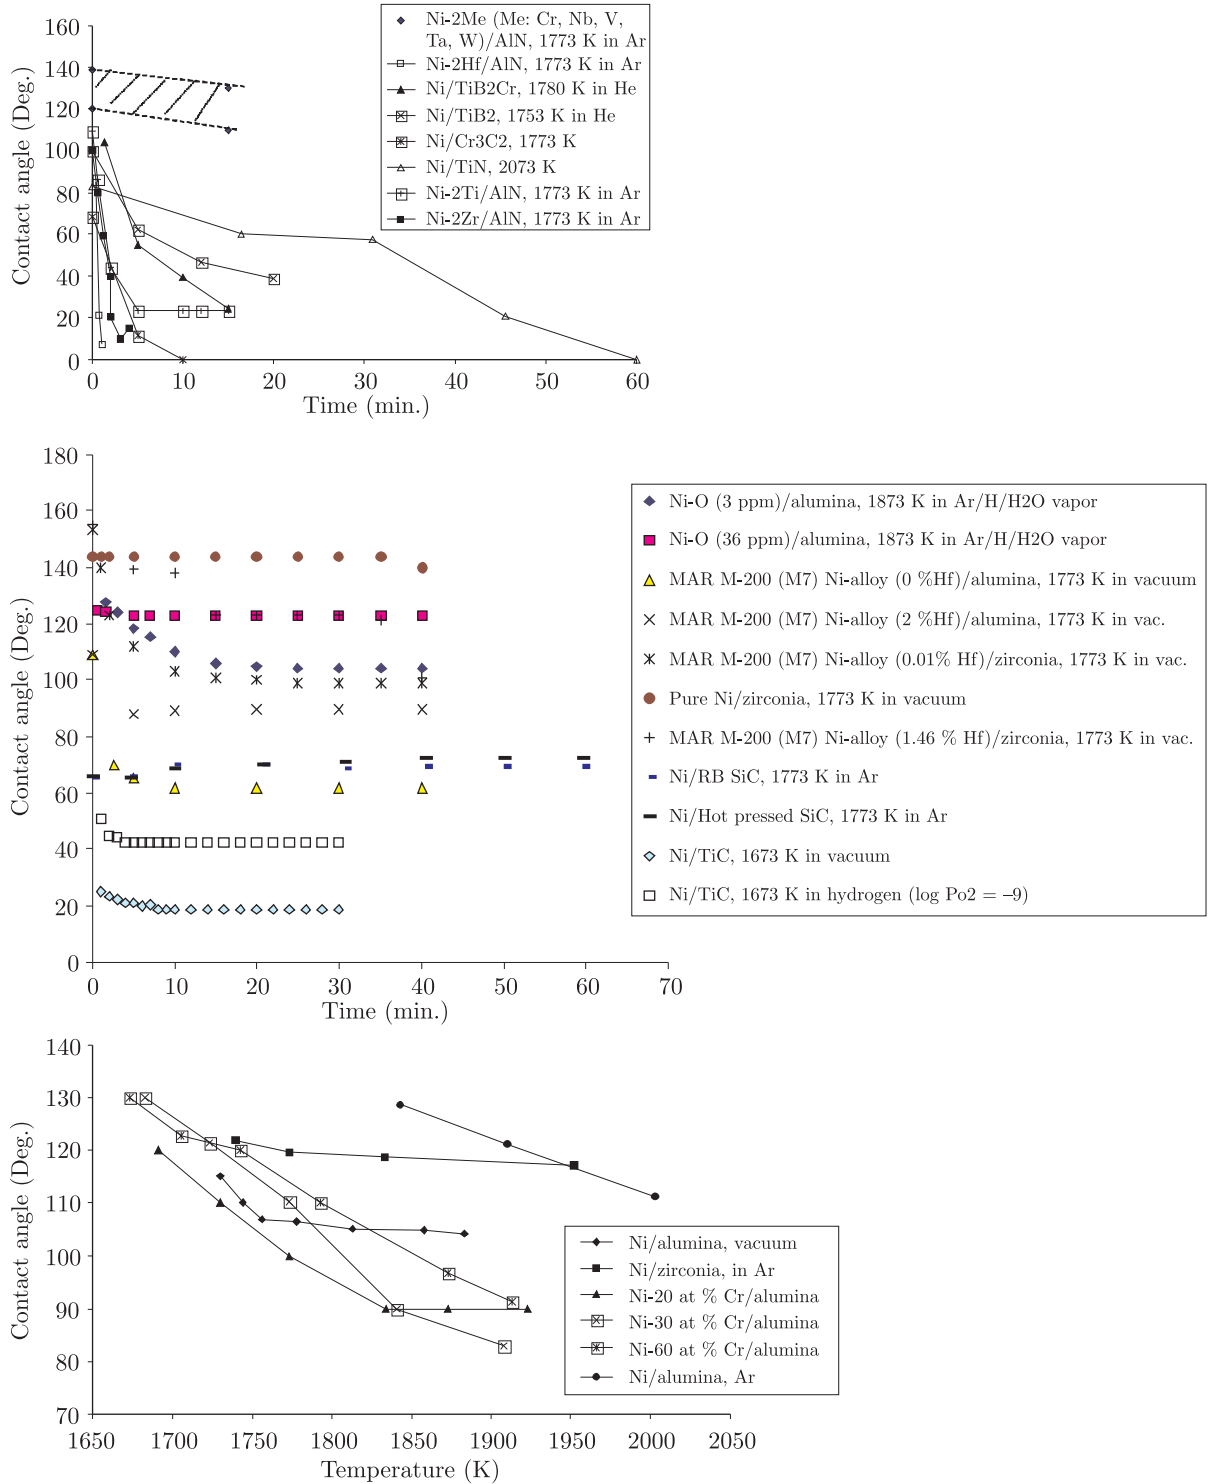 160
140
120
100
80
60
40
20
0
Contact angle (Deg.)
0 10 20 30 40 50 60
Time (min.)
Ni-2Me (Me: Cr, Nb, V,
Ta, W)/AlN, 1773 K in Ar
Ni-2Hf/AlN, 1773 K in Ar
Ni/TiB2Cr, 1780 K in He
Ni/TiB2, 1753 K in He
Ni/Cr3C2, 1773 K
Ni/TiN, 2073 K
Ni-2Ti/AlN, 1773 K in Ar
Ni-2Zr/AlN, 1773 K in Ar
180
160
140
120
100
80
60
40
20
0
Contact angle (Deg.)
0 10 20 30 40 50 60 70
Time (min.)
Ni-O (3 ppm)/alumina, 1873 K in Ar/H/H2O vapor
Ni-O (36 ppm)/alumina, 1873 K in Ar/H/H2O vapor
MAR M-200 (M7) Ni-alloy (0 %Hf)/alumina, 1773 K in vacuum
MAR M-200 (M7) Ni-alloy (2 %Hf)/alumina, 1773 K in vac.
MAR M-200 (M7) Ni-alloy (0.01% Hf)/zirconia, 1773 K in vac.
Pure Ni/zirconia, 1773 K in vacuum
MAR M-200 (M7) Ni-alloy (1.46 % Hf)/zirconia, 1773 K in vac.
Ni/RB SiC, 1773 K in Ar
Ni/Hot pressed SiC, 1773 K in Ar
Ni/TiC, 1673 K in vacuum
Ni/TiC, 1673 K in hydrogen (log Po2 = –9)
140
130
120
110
100
90
80
70
Contact angle (Deg.)
1650 1700 1750 1800 1850 1900 1950 2000 2050
Temperature (K)
Ni/alumina, vacuum
Ni/zirconia, in Ar
Ni-20 at % Cr/alumina
Ni-30 at % Cr/alumina
Ni-60 at % Cr/alumina
Ni/alumina, Ar